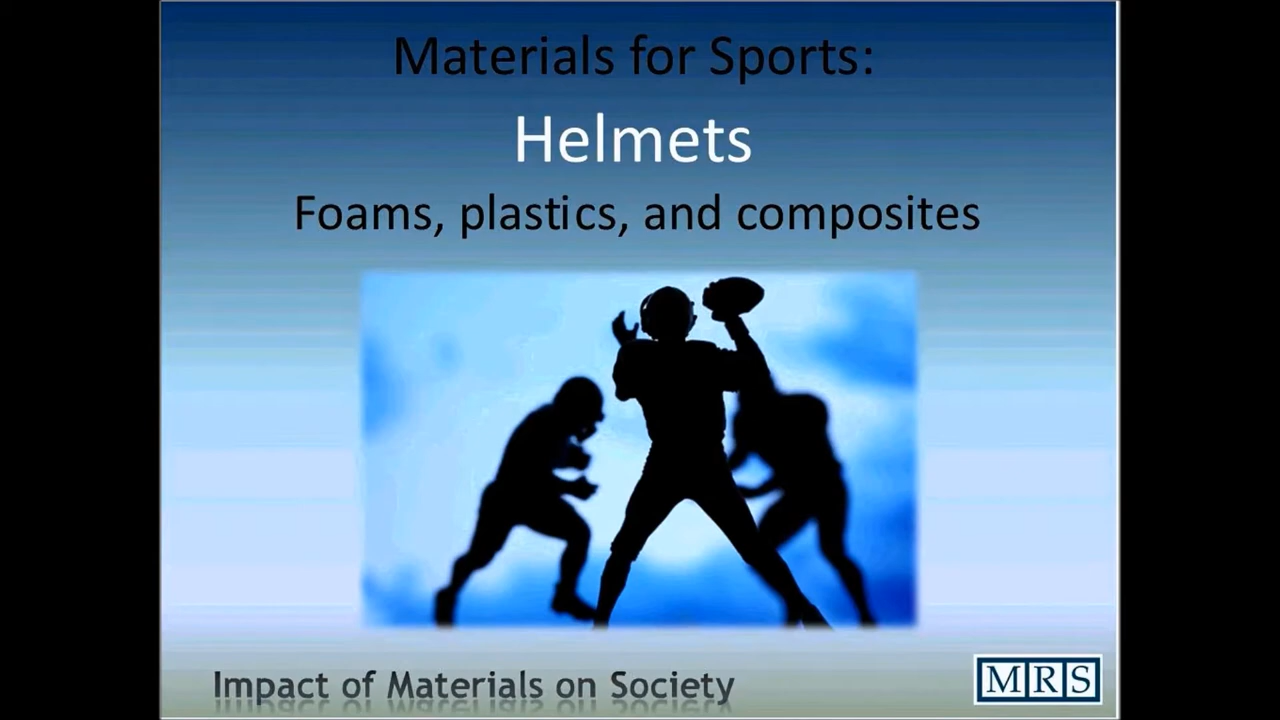 Materials for Sports:
Helmets
Foams, plastics, and composites
Impact of Materials on Society
MRS